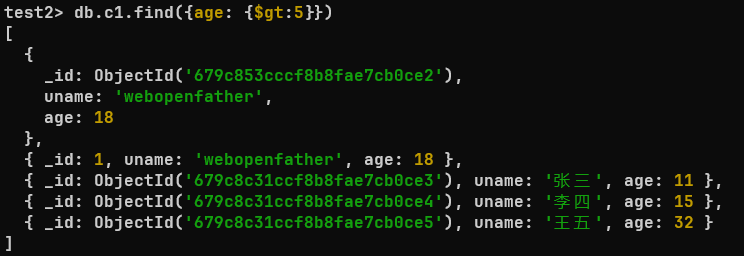 test2> db.c1.find({age: {$gt:5}})
[
  {
    _id: ObjectId('679c853cccf8b8fae7cb0ce2'),
    uname: 'webopenfather',
    age: 18
  },
  { _id: 1, uname: 'webopenfather', age: 18 },
  { _id: ObjectId('679c8c31ccf8b8fae7cb0ce3'), uname: '张三', age: 11 },
  { _id: ObjectId('679c8c31ccf8b8fae7cb0ce4'), uname: '李四', age: 15 },
  { _id: ObjectId('679c8c31ccf8b8fae7cb0ce5'), uname: '王五', age: 32 }
]